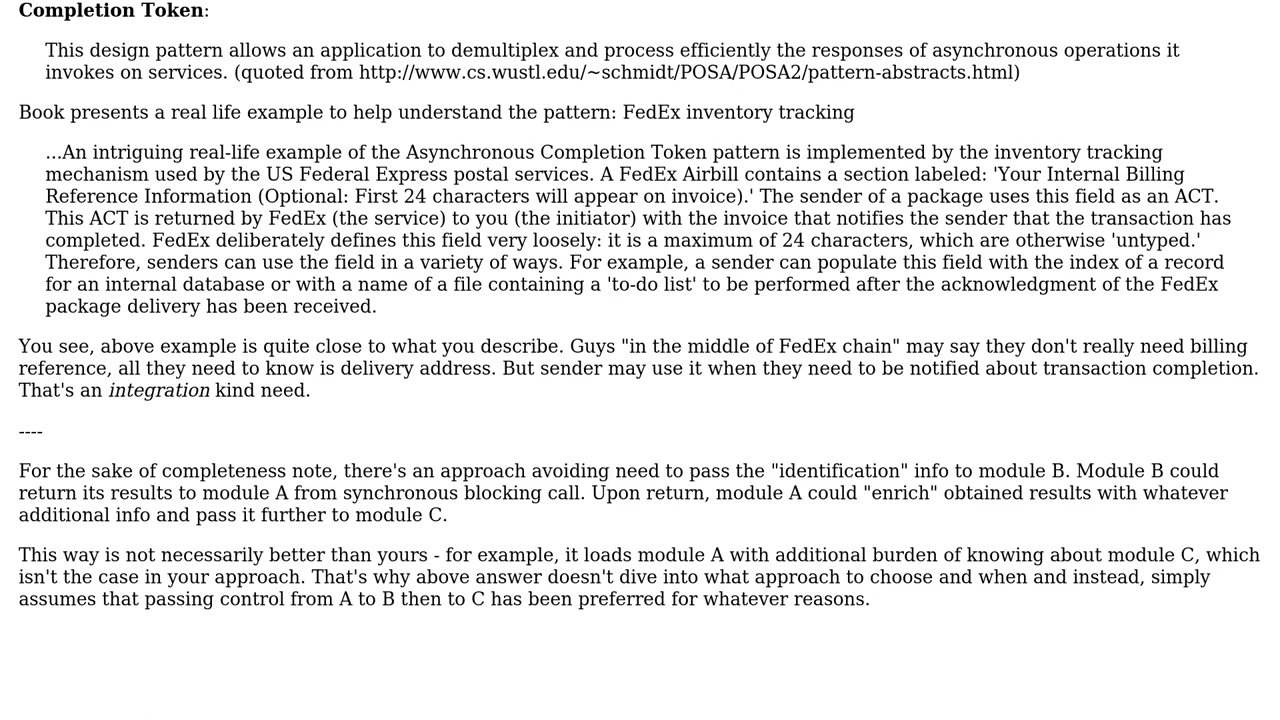 Completion Token:
This design pattern allows an application to demultiplex and process efficiently the responses of asynchronous operations it
invokes on services. (quoted from http://www.cs.wustl.edu/~schmidt/POSA/POSA2/pattern-abstracts.html)
Book presents a real life example to help understand the pattern: FedEx inventory tracking
...An intriguing real-life example of the Asynchronous Completion Token pattern is implemented by the inventory tracking
mechanism used by the US Federal Express postal services. A FedEx Airbill contains a section labeled: 'Your Internal Billing
Reference Information (Optional: First 24 characters will appear on invoice).' The sender of a package uses this field as an ACT.
This ACT is returned by FedEx (the service) to you (the initiator) with the invoice that notifies the sender that the transaction has
completed. FedEx deliberately defines this field very loosely: it is a maximum of 24 characters, which are otherwise 'untyped.'
Therefore, senders can use the field in a variety of ways. For example, a sender can populate this field with the index of a record
for an internal database or with a name of a file containing a 'to-do list' to be performed after the acknowledgment of the FedEx
package delivery has been received.
You see, above example is quite close to what you describe. Guys "in the middle of FedEx chain" may say they don't really need billing
reference, all they need to know is delivery address. But sender may use it when they need to be notified about transaction completion.
That's an integration kind need.
----
For the sake of completeness note, there's an approach avoiding need to pass the "identification" info to module B. Module B could
return its results to module A from synchronous blocking call. Upon return, module A could "enrich" obtained results with whatever
additional info and pass it further to module C.
This way is not necessarily better than yours - for example, it loads module A with additional burden of knowing about module C, which
isn't the case in your approach. That's why above answer doesn't dive into what approach to choose and when and instead, simply
assumes that passing control from A to B then to C has been preferred for whatever reasons.